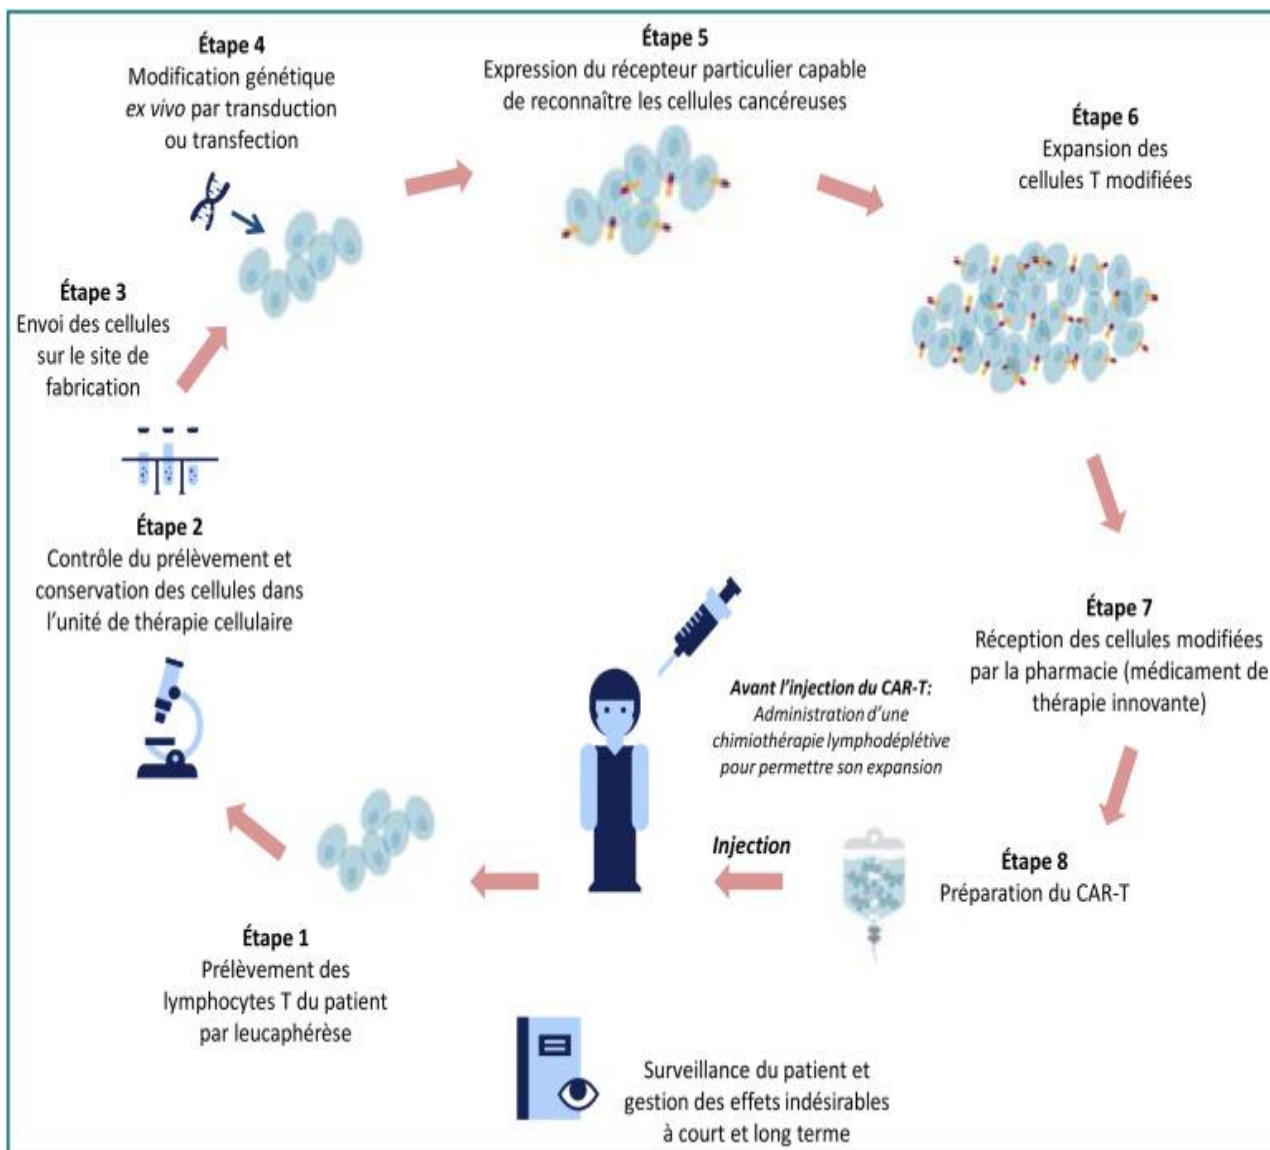 Étape 1
Prélèvement des
lymphocytes T du patient
par leucaphérèse
Étape 2
Contrôle du prélèvement et
conservation des cellules dans
l'unité de thérapie cellulaire
Étape 3
Envoi des cellules
sur le site de
fabrication
Étape 4
Modification génétique
ex vivo par transduction
ou transfection
Étape 5
Expression du récepteur particulier capable
de reconnaître les cellules cancéreuses
Étape 6
Expansion des
cellules T modifiées
Étape 7
Réception des cellules modifiées
par la pharmacie (médicament de
thérapie innovante)
Étape 8
Préparation du CAR-T
Avant l'injection du CAR-T:
Administration d'une
chimiothérapie lymphodéplétive
pour permettre son expansion
Injection
Surveillance du patient et
gestion des effets indésirables
à court et long terme